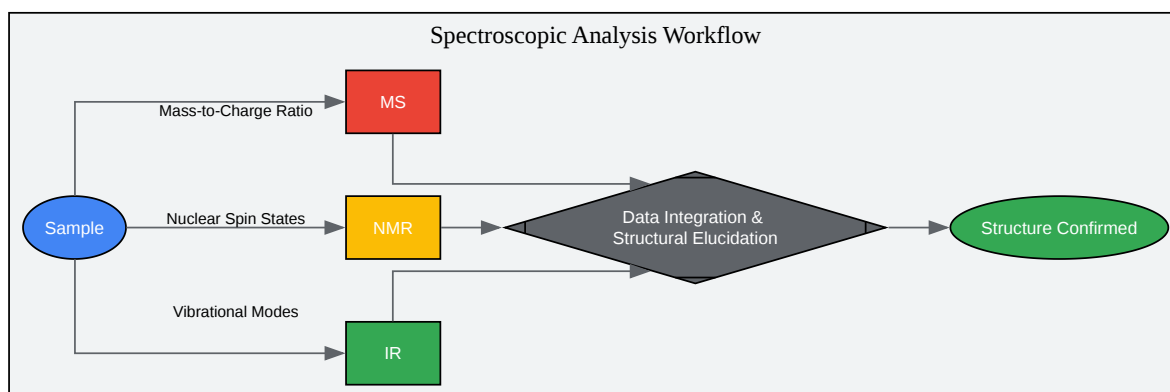 Spectroscopic Analysis Workflow
MS
Mass-to-Charge Ratio
Sample
Nuclear Spin States
NMR
Data Integration &
Structural Elucidation
Structure Confirmed
Vibrational Modes
IR